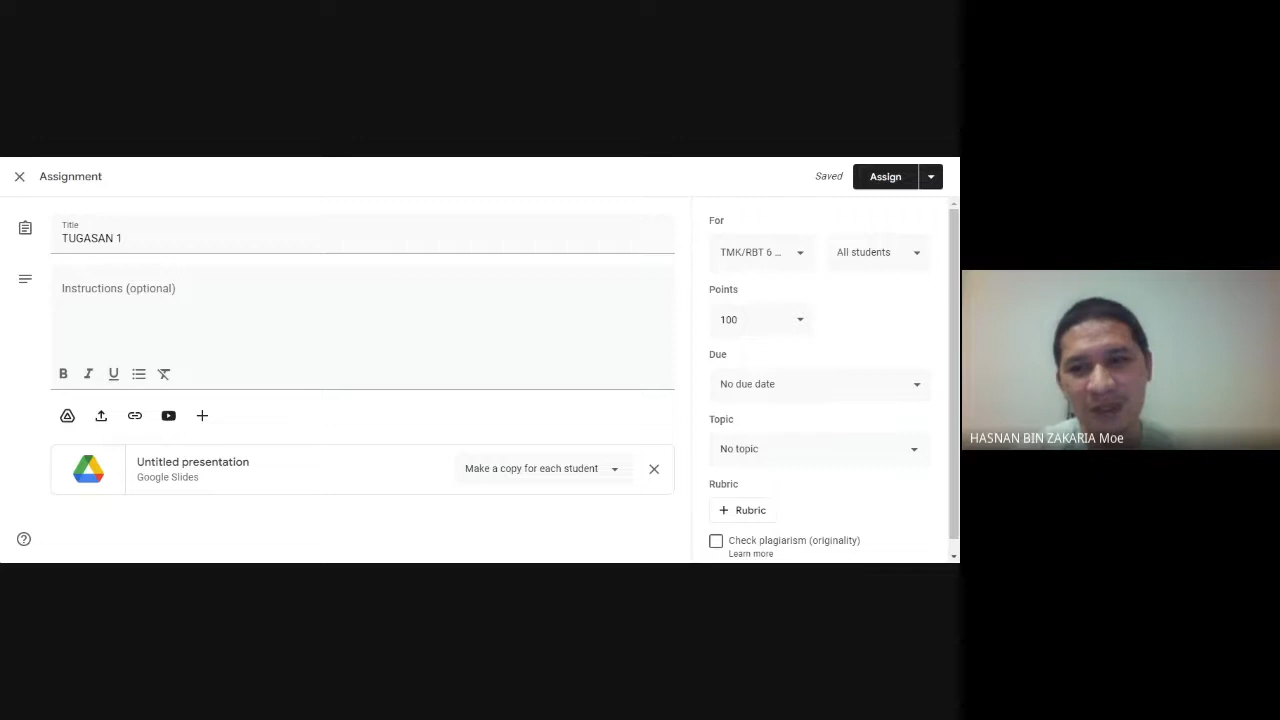 Assignment
Saved
Assign
Title
TUGASAN 1
Instructions (optional)
B I U
Untitled presentation
Google Slides
Make a copy for each student
For
TMK/RBT 6 ...
All students
Points
100
Due
No due date
Topic
No topic
Rubric
+ Rubric
Check plagiarism (originality)
Learn more
HASNAN BIN ZAKARIA Moe